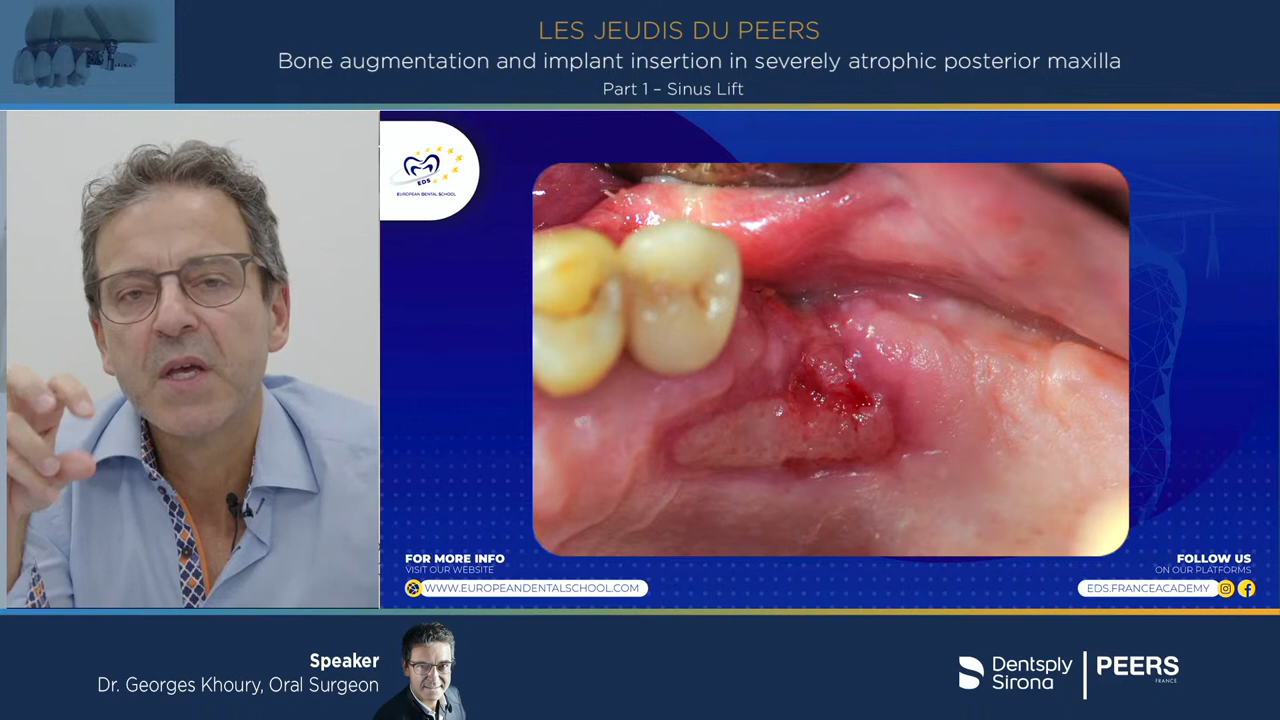 LES JEUDIS DU PEERS
Bone augmentation and implant insertion in severely atrophic posterior maxilla
Part 1 – Sinus Lift
EDS
EUROPEAN DENTAL SCHOOL
FOR MORE INFO
VISIT OUR WEBSITE
WWW.EUROPEANDENTALSCHOOL.COM
FOLLOW US
ON OUR PLATFORMS
EDS.FRANCEACADEMY
Speaker
Dr. Georges Khoury, Oral Surgeon
Dentsply
Sirona
PEERS
FRANCE